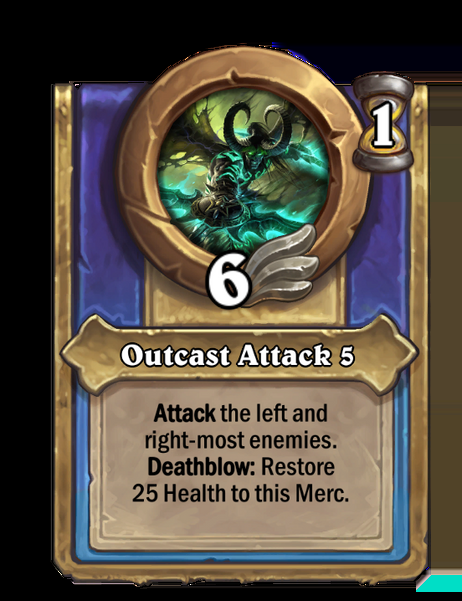 1
6
Outcast Attack 5
Attack the left and
right-most enemies.
Deathblow: Restore
25 Health to this Merc.